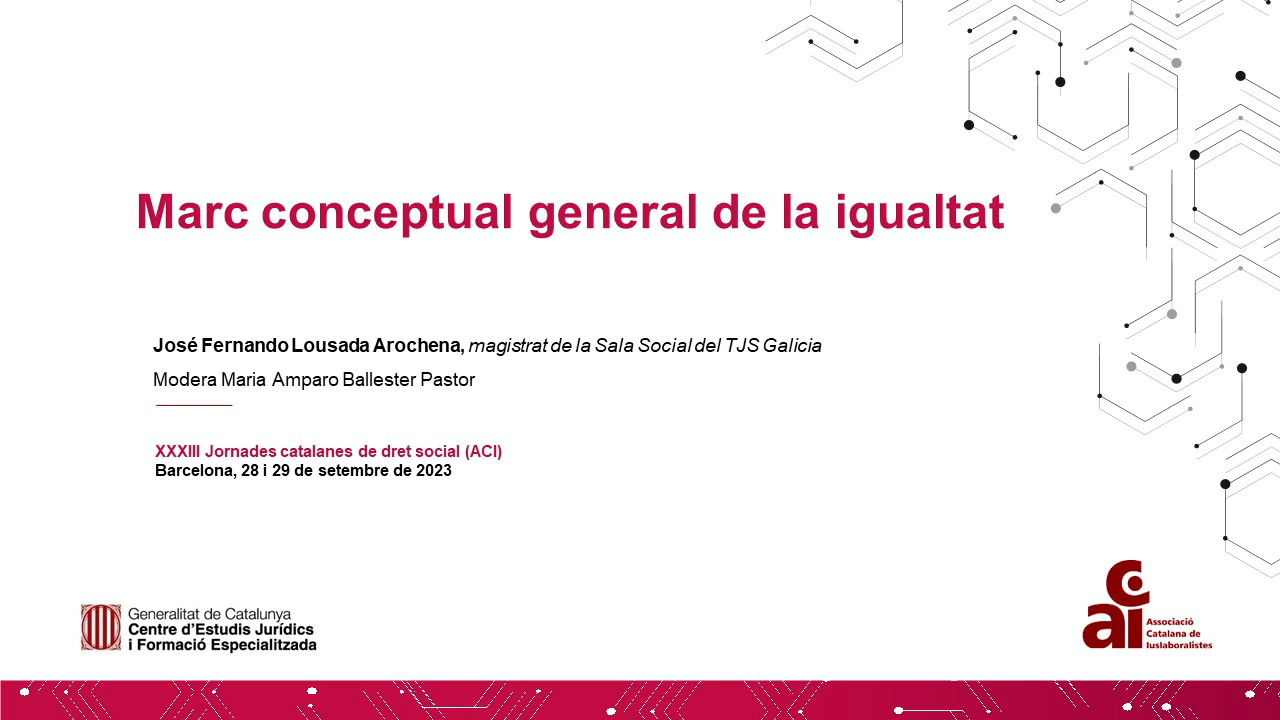 Marc conceptual general de la igualtat
José Fernando Lousada Arochena, magistrat de la Sala Social del TJS Galicia
Modera Maria Amparo Ballester Pastor
XXXIII Jornades catalanes de dret social (ACI)
Barcelona, 28 i 29 de setembre de 2023
Generalitat de Catalunya
Centre d'Estudis Jurídics
i Formació Especialitzada
aci
Associació
Catalana de
Iuslaboralistes